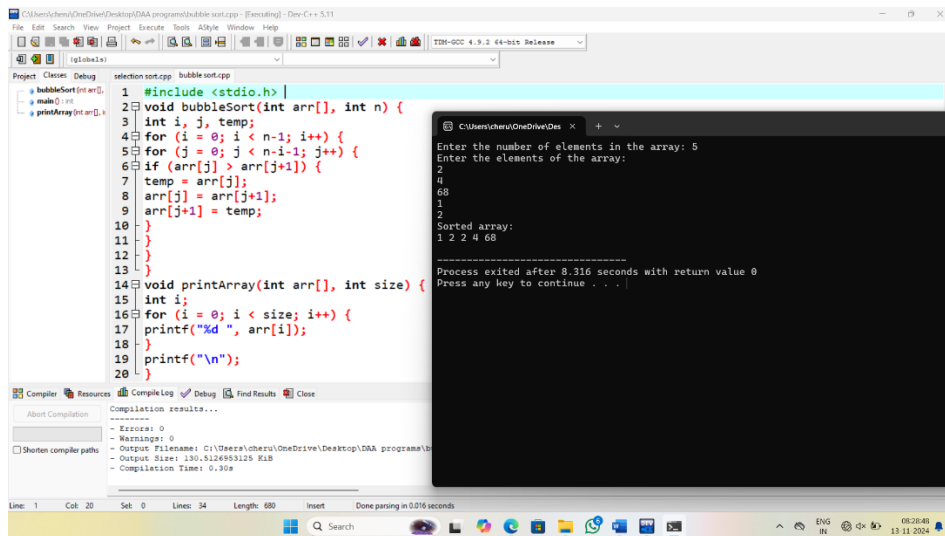 C:\Users\cheru\OneDrive\Desktop\DAA programs\bubble sort.cpp - [Executing] - Dev-C++ 5.11
File Edit Search View Project Execute Tools AStyle Window Help
TDM-GCC 4.9.2 64-bit Release
(globals)
Project Classes Debug
selection sort.cpp bubble sort.cpp
bubbleSort (int arr[],
main () : int
printArray (int arr[],
1 #include <stdio.h>
2 void bubbleSort(int arr[], int n) {
3 int i, j, temp;
4 for (i = 0; i < n-1; i++) {
5 for (j = 0; j < n-i-1; j++) {
6 if (arr[j] > arr[j+1]) {
7 temp = arr[j];
8 arr[j] = arr[j+1];
9 arr[j+1] = temp;
10 }
11 }
12 }
13 }
14 void printArray(int arr[], int size) {
15 int i;
16 for (i = 0; i < size; i++) {
17 printf("%d ", arr[i]);
18 }
19 printf("\n");
20 }
C:\Users\cheru\OneDrive\Des
Enter the number of elements in the array: 5
Enter the elements of the array:
2
4
68
1
2
Sorted array:
1 2 2 4 68
--------------------------------
Process exited after 8.316 seconds with return value 0
Press any key to continue . . .
Compiler Resources Compile Log Debug Find Results Close
Abort Compilation
Shorten compiler paths
Compilation results...
--------
- Errors: 0
- Warnings: 0
- Output Filename: C:\Users\cheru\OneDrive\Desktop\DAA programs\b
- Output Size: 130.5126953125 KiB
- Compilation Time: 0.30s
Line: 1 Col: 20 Sel: 0 Lines: 34 Length: 680 Insert Done parsing in 0.016 seconds
Search
ENG
IN
08:28:48
13-11-2024